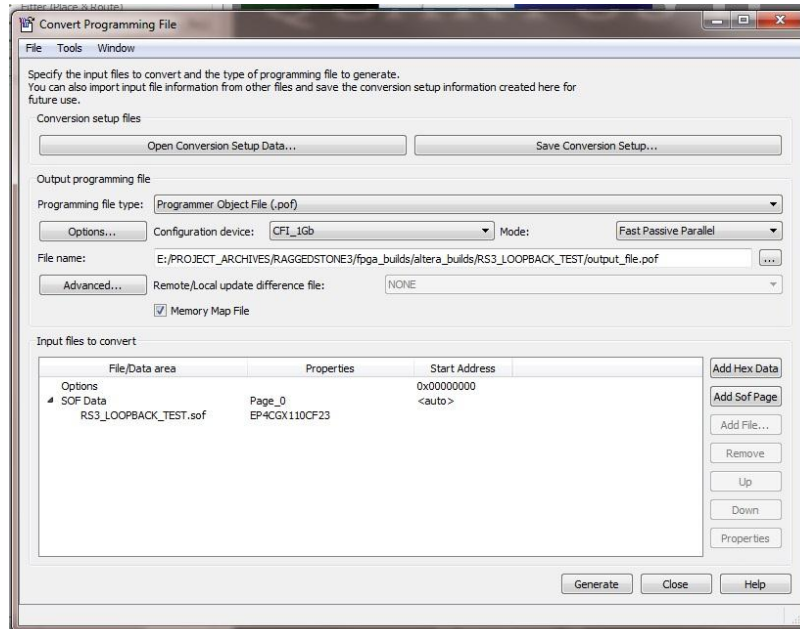 Fitter (Place & Route)
Convert Programming File
File Tools Window
Specify the input files to convert and the type of programming file to generate.
You can also import input file information from other files and save the conversion setup information created here for
future use.
Conversion setup files
Open Conversion Setup Data... Save Conversion Setup...
Output programming file
Programming file type: Programmer Object File (.pof)
Options... Configuration device: CFI_1Gb Mode: Fast Passive Parallel
File name: E:/PROJECT_ARCHIVES/RAGGEDSTONE3/fpga_builds/altera_builds/RS3_LOOPBACK_TEST/output_file.pof ...
Advanced... Remote/Local update difference file: NONE
Memory Map File
Input files to convert
File/Data area Properties Start Address
Options 0x00000000
SOF Data Page_0 <auto>
RS3_LOOPBACK_TEST.sof EP4CGX110CF23
Add Hex Data
Add Sof Page
Add File...
Remove
Up
Down
Properties
Generate Close Help